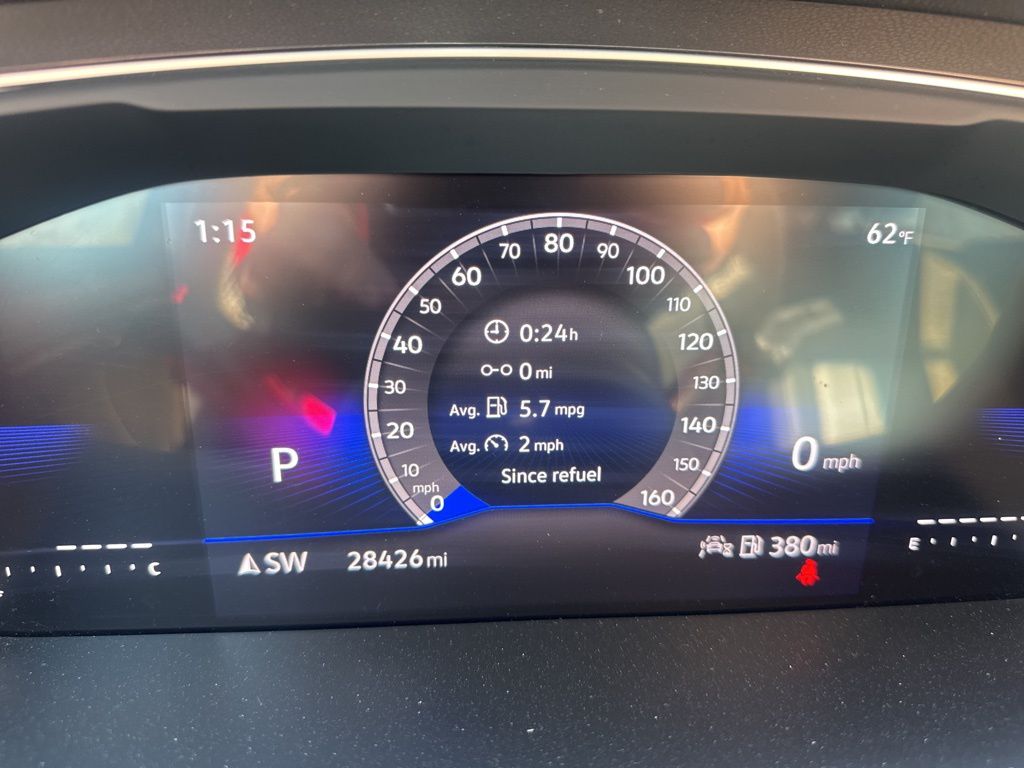 1:15
62°F
80
70
90
60
100
50
110
40
120
30
130
20
140
10
150
mph
0
160
0:24h
0 mi
Avg. 5.7 mpg
Avg. 2 mph
Since refuel
P
0 mph
SW 28426 mi
380 mi
C
E